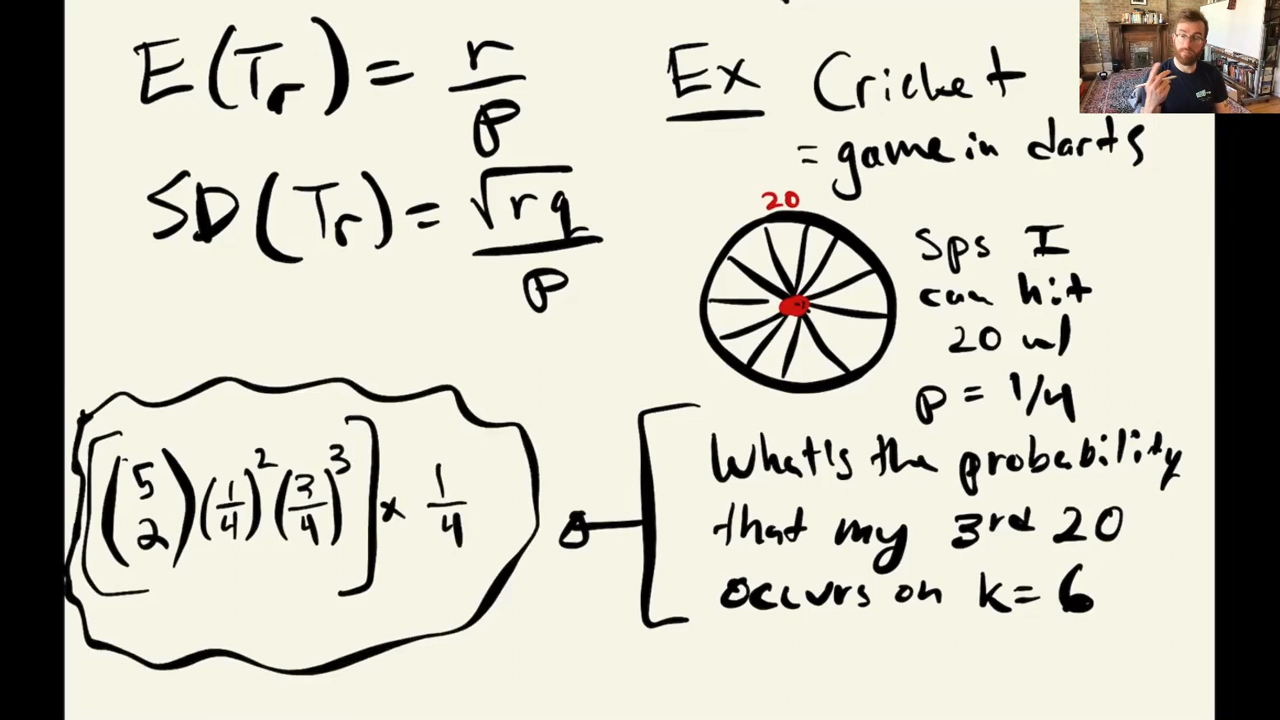 E(Tr) = r/p
SD(Tr) = √rq/p
Ex Cricket
= game in darts
20
Sps I
can hit
20 w/
p = 1/4
[(5 2)(1/4)^2(3/4)^3] × 1/4
What's the probability
that my 3rd 20
occurs on k = 6